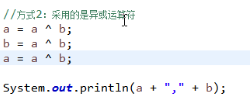 //方式2：采用的是异或运算符
a = a ^ b;
b = a ^ b;
a = a ^ b;
System.out.println(a + "," + b);